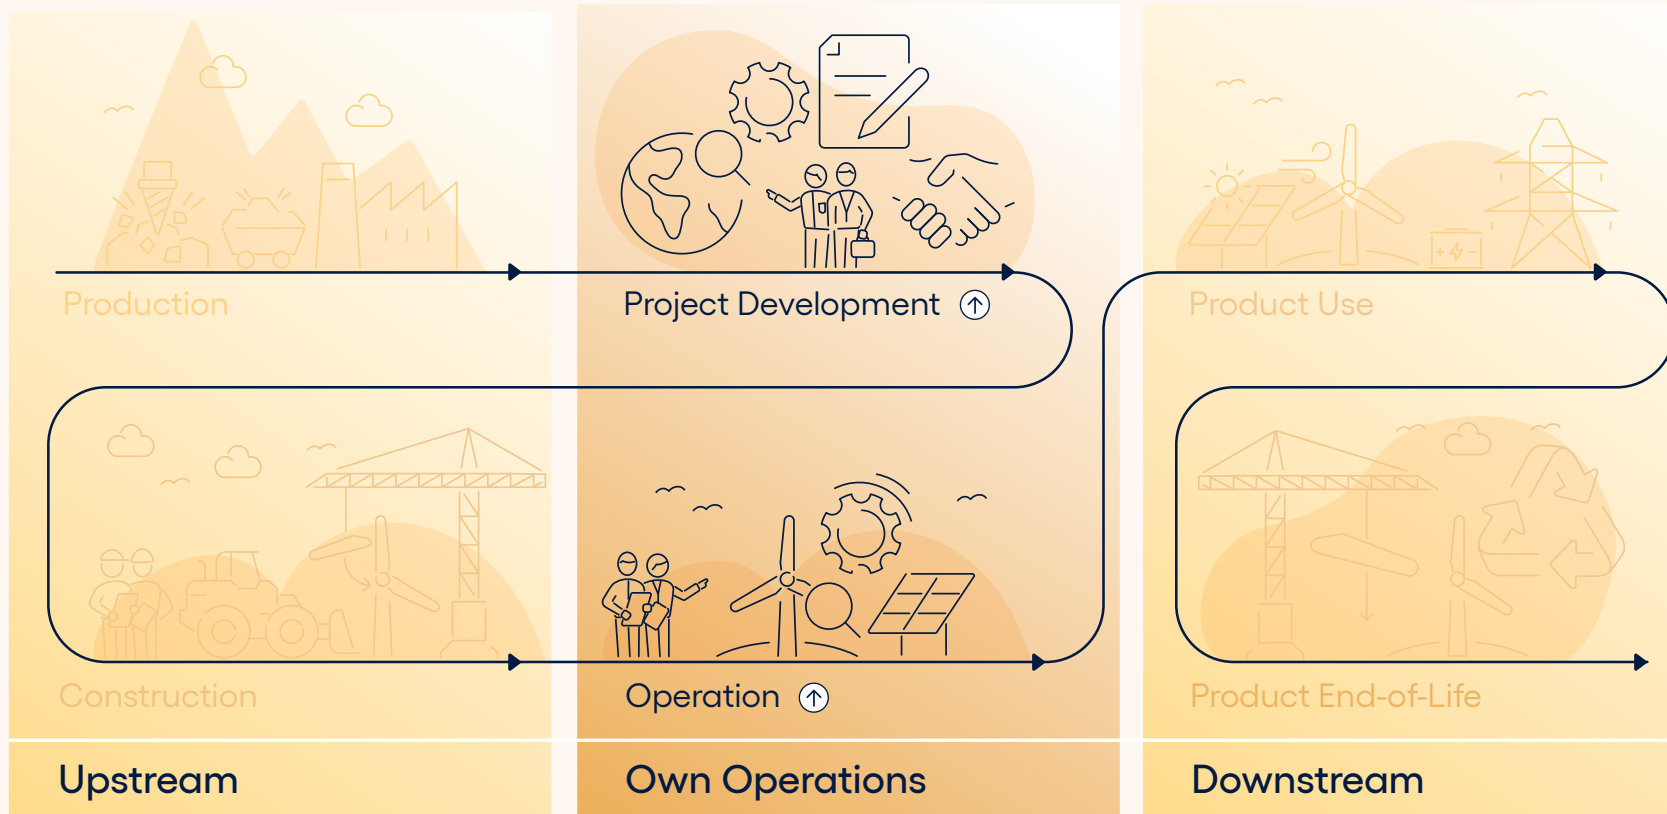 Production
Project Development
Product Use
Construction
Operation
Product End-of-Life
Upstream
Own Operations
Downstream